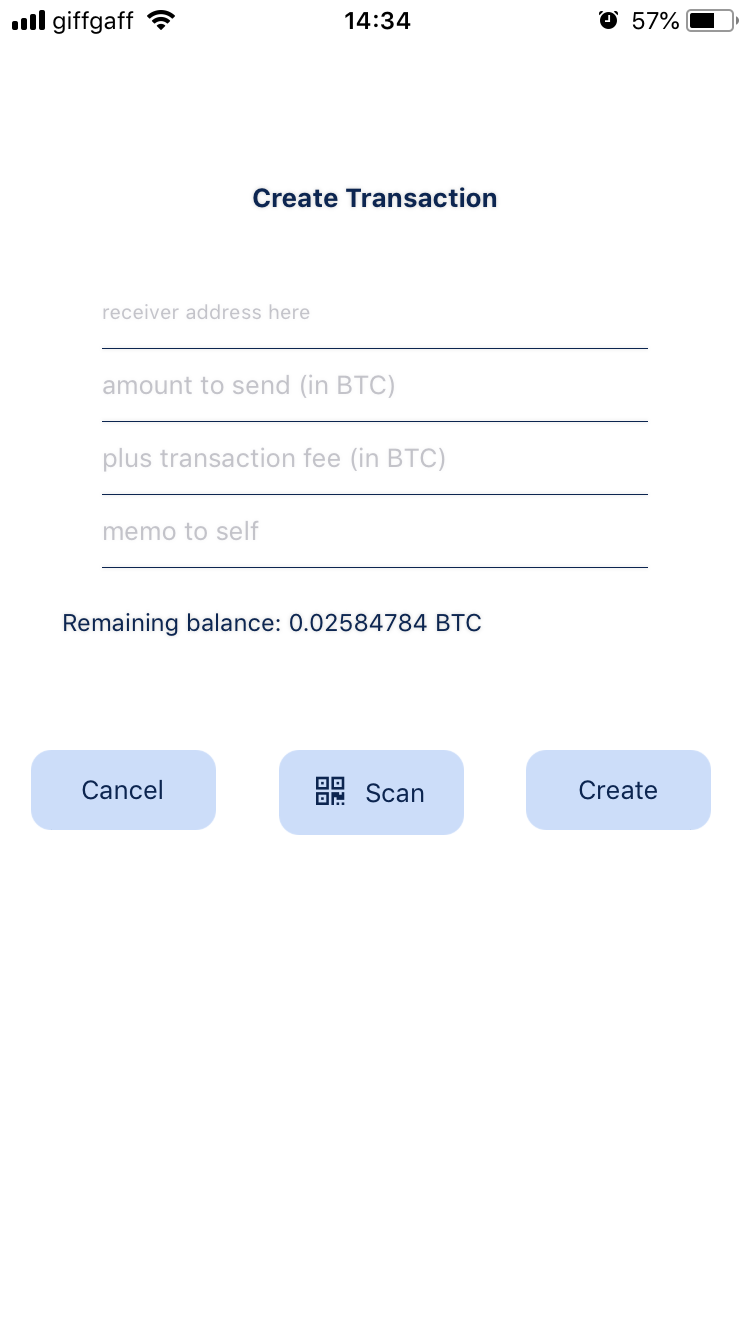 giffgaff 14:34 57%
Create Transaction
receiver address here
amount to send (in BTC)
plus transaction fee (in BTC)
memo to self
Remaining balance: 0.02584784 BTC
Cancel Scan Create